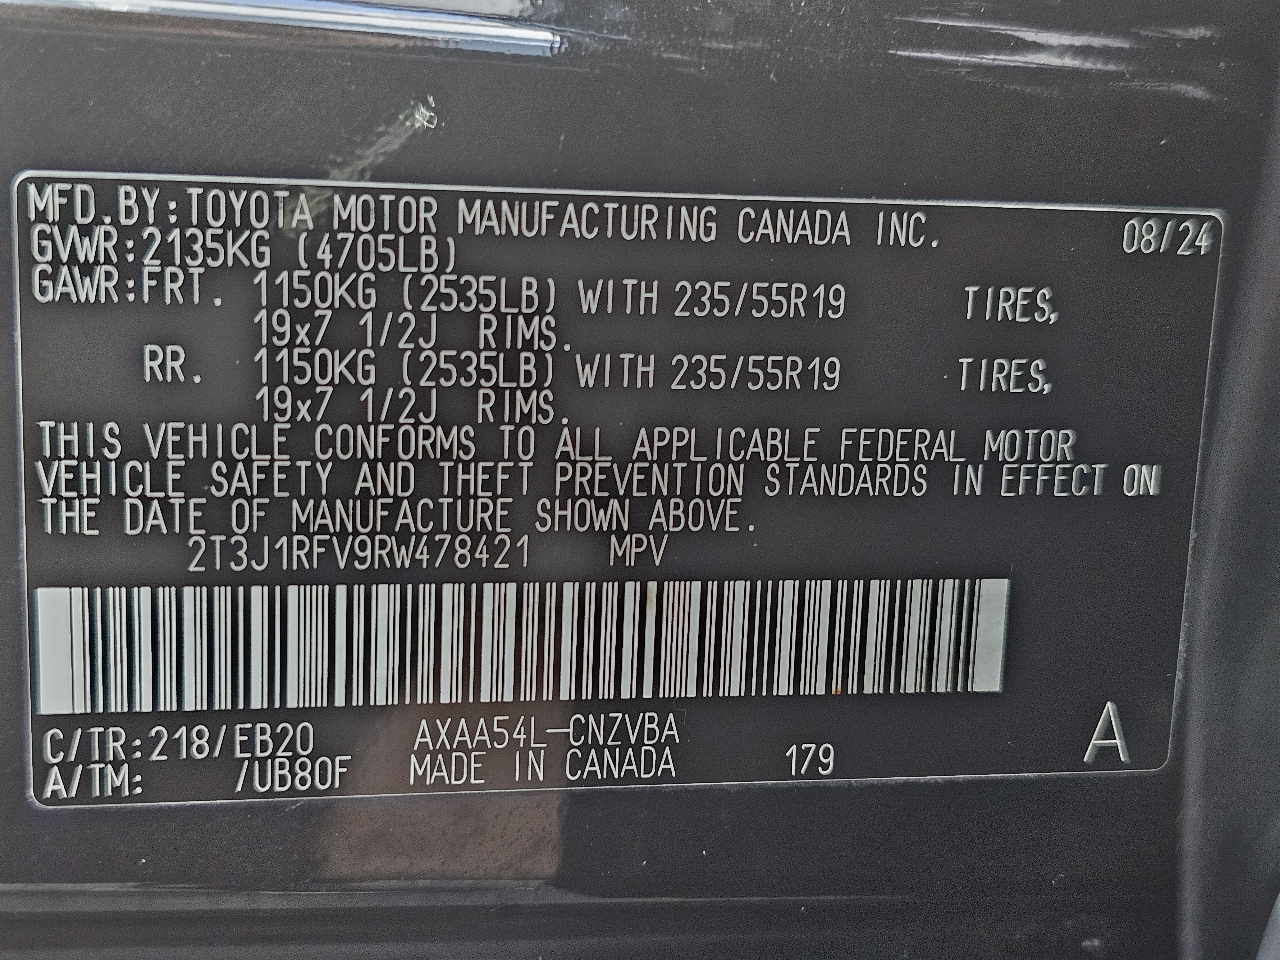 MFD.BY:TOYOTA MOTOR MANUFACTURING CANADA INC. 08/24
GVWR:2135KG (4705LB)
GAWR:FRT. 1150KG (2535LB) WITH 235/55R19 TIRES,
19x7 1/2J RIMS.
RR. 1150KG (2535LB) WITH 235/55R19 TIRES,
19x7 1/2J RIMS.
THIS VEHICLE CONFORMS TO ALL APPLICABLE FEDERAL MOTOR
VEHICLE SAFETY AND THEFT PREVENTION STANDARDS IN EFFECT ON
THE DATE OF MANUFACTURE SHOWN ABOVE.
2T3J1RFV9RW478421 MPV
C/TR:218/EB20 AXAA54L-CNZVBA
A/TM: /UB80F MADE IN CANADA 179 A